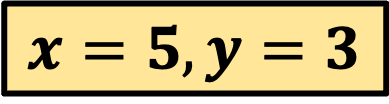 x = 5, y = 3